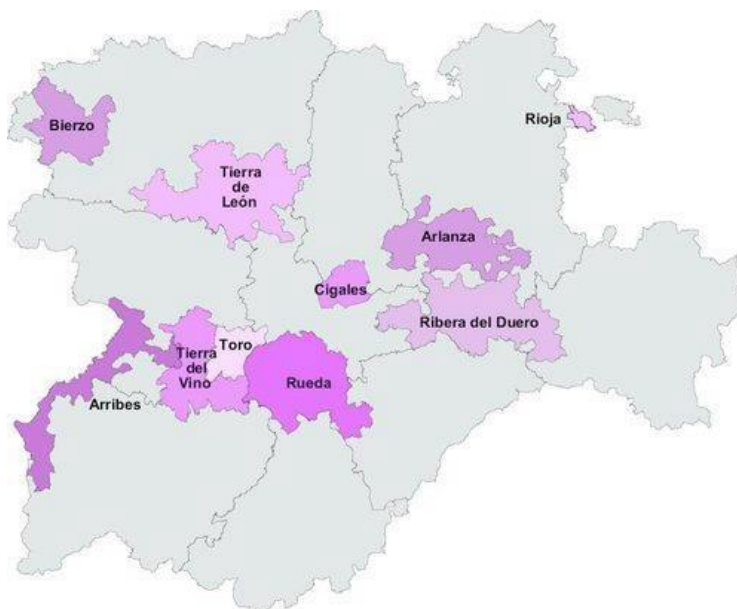 Bierzo
Rioja
Tierra
de
León
Arlanza
Cigales
Ribera del Duero
Toro
Tierra
del
Vino
Rueda
Arribes